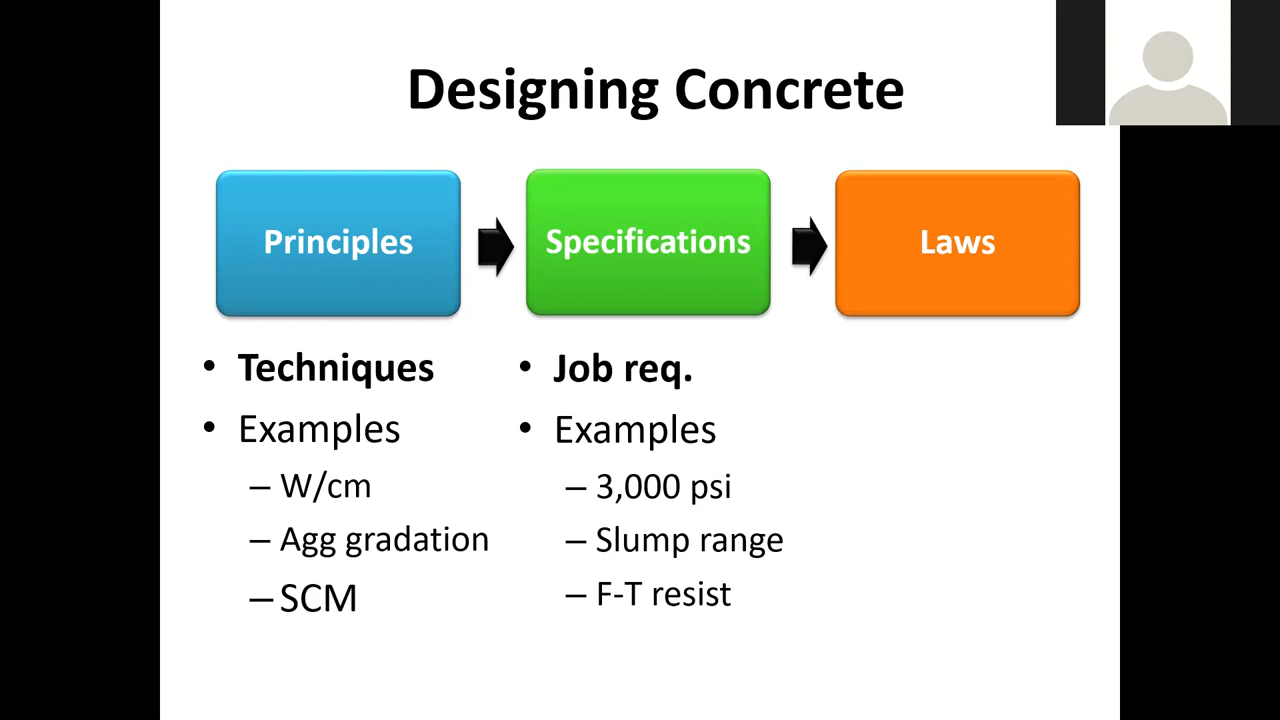 Designing Concrete
Principles
Specifications
Laws
• Techniques
• Examples
– W/cm
– Agg gradation
– SCM
• Job req.
• Examples
– 3,000 psi
– Slump range
– F-T resist